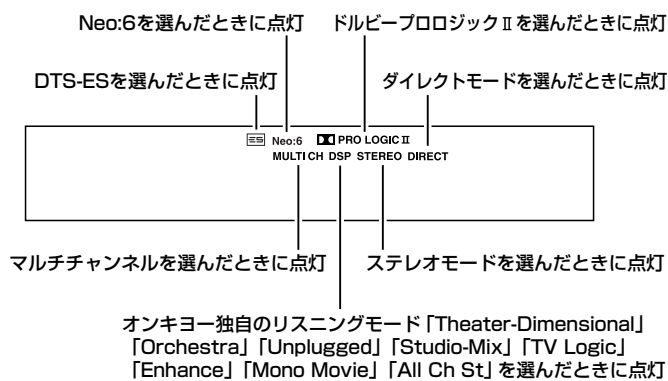 Neo:6を選んだときに点灯 ドルビープロロジックⅡを選んだときに点灯
DTS-ESを選んだときに点灯 ダイレクトモードを選んだときに点灯
ES Neo:6 PRO LOGIC Ⅱ
MULTI CH DSP STEREO DIRECT
マルチチャンネルを選んだときに点灯 ステレオモードを選んだときに点灯
オンキヨー独自のリスニングモード「Theater-Dimensional」
「Orchestra」「Unplugged」「Studio-Mix」「TV Logic」
「Enhance」「Mono Movie」「All Ch St」を選んだときに点灯